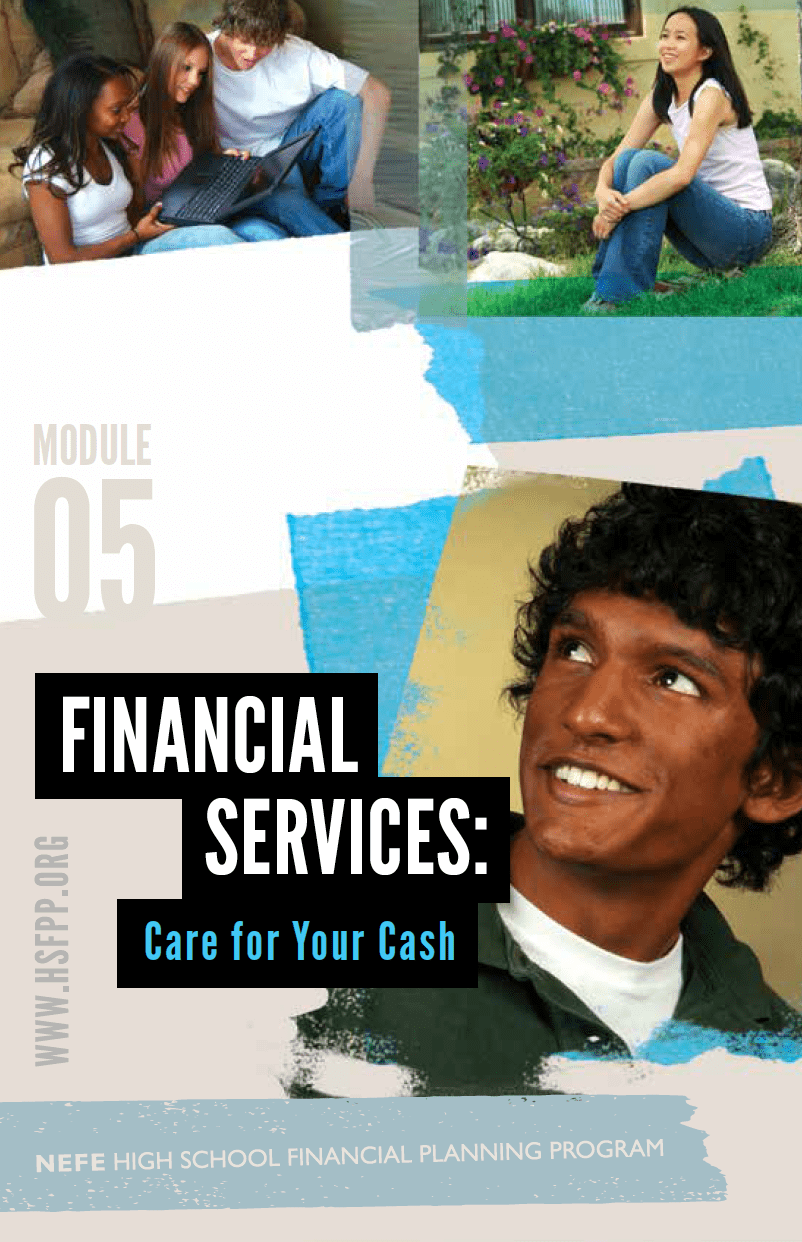 MODULE
05
FINANCIAL
SERVICES:
Care for Your Cash
WWW.HSFPP.ORG
NEFE HIGH SCHOOL FINANCIAL PLANNING PROGRAM